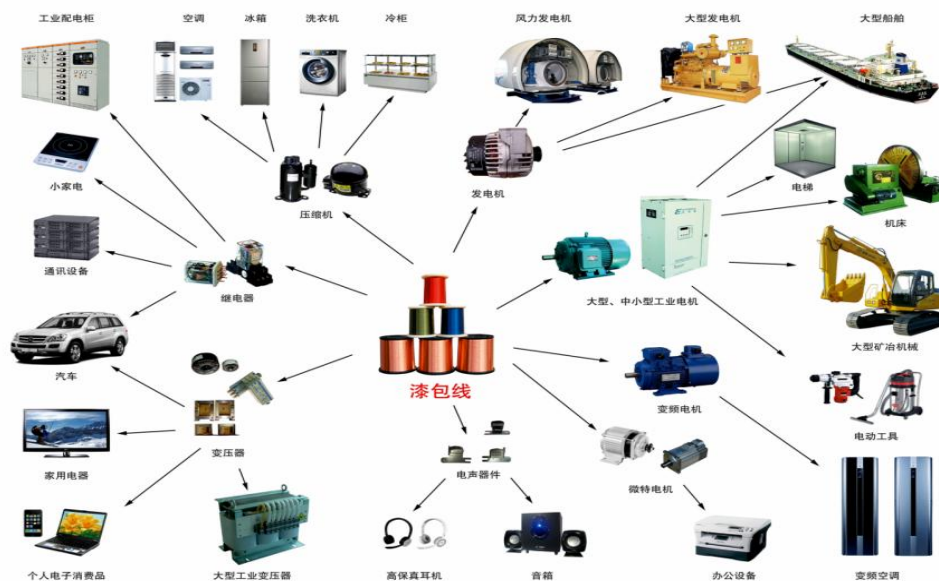 工业配电柜
空调
冰箱
洗衣机
冷柜
风力发电机
大型发电机
大型船舶
小家电
压缩机
发电机
电梯
机床
通讯设备
继电器
大型、中小型工业电机
大型矿冶机械
汽车
漆包线
变频电机
电动工具
家用电器
变压器
电声器件
微特电机
个人电子消费品
大型工业变压器
高保真耳机
音箱
办公设备
变频空调